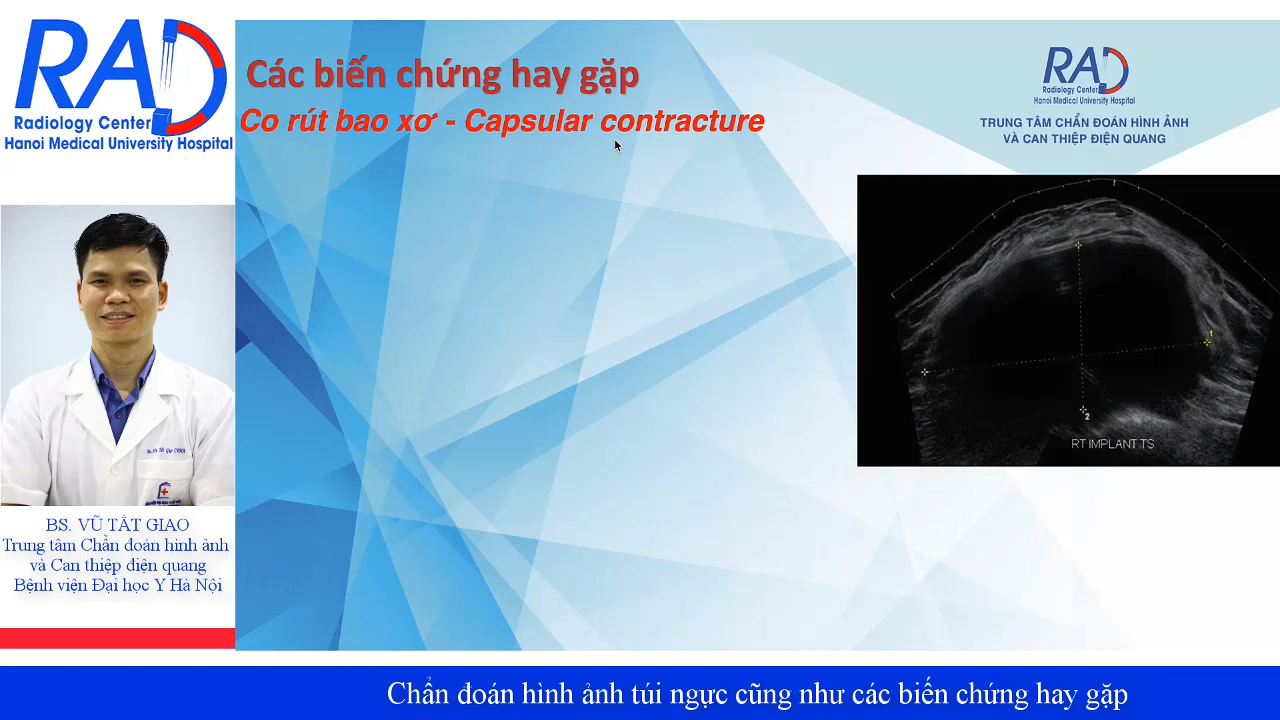 RAD
Radiology Center
Hanoi Medical University Hospital
Các biến chứng hay gặp
Co rút bao xơ - Capsular contracture
RAD
Radiology Center
Hanoi Medical University Hospital
TRUNG TÂM CHẨN ĐOÁN HÌNH ẢNH
VÀ CAN THIỆP ĐIỆN QUANG
1
2
RT IMPLANT TS
BS. VŨ TẤT GIAO
Trung tâm Chẩn đoán hình ảnh
và Can thiệp điện quang
Bệnh viện Đại học Y Hà Nội
Chẩn đoán hình ảnh túi ngực cũng như các biến chứng hay gặp